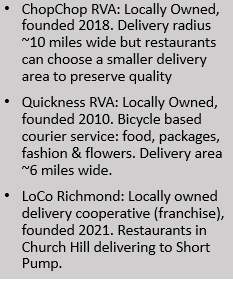 • ChopChop RVA: Locally Owned,
founded 2018. Delivery radius
~10 miles wide but restaurants
can choose a smaller delivery
area to preserve quality
• Quickness RVA: Locally Owned,
founded 2010. Bicycle based
courier service: food, packages,
fashion & flowers. Delivery area
~6 miles wide.
• LoCo Richmond: Locally owned
delivery cooperative (franchise),
founded 2021. Restaurants in
Church Hill delivering to Short
Pump.